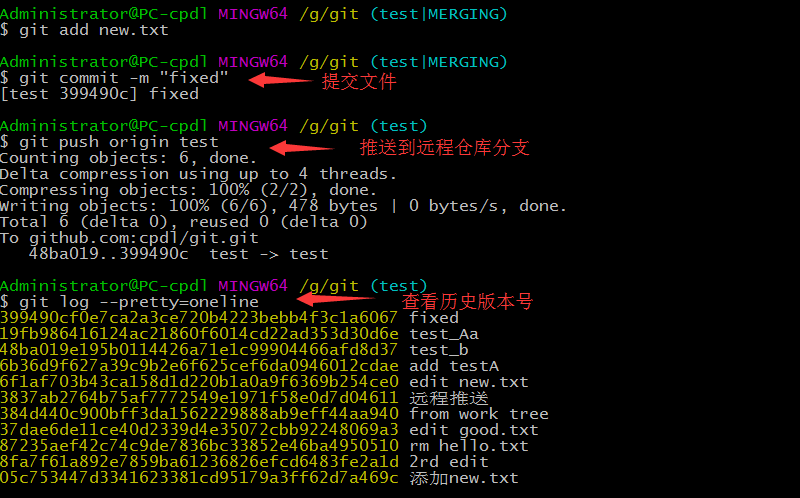 Administrator@PC-cpdl MINGW64 /g/git (test|MERGING)
$ git add new.txt
Administrator@PC-cpdl MINGW64 /g/git (test|MERGING)
$ git commit -m "fixed" 提交文件
[test 399490c] fixed
Administrator@PC-cpdl MINGW64 /g/git (test)
$ git push origin test 推送到远程仓库分支
Counting objects: 6, done.
Delta compression using up to 4 threads.
Compressing objects: 100% (2/2), done.
Writing objects: 100% (6/6), 478 bytes | 0 bytes/s, done.
Total 6 (delta 0), reused 0 (delta 0)
To github.com:cpdl/git.git
48ba019..399490c test -> test
Administrator@PC-cpdl MINGW64 /g/git (test)
$ git log --pretty=oneline 查看历史版本号
399490cf0e7ca2a3ce720b4223bebb4f3c1a6067 fixed
19fb986416124ac21860f6014cd22ad353d30d6e test_Aa
48ba019e195b0114426a71e1c99904466afd8d37 test_b
6b36d9f627a39c9b2e6f625cef6da0946012cdae add testA
6f1af703b43ca158d1d220b1a0a9f6369b254ce0 edit new.txt
3837ab2764b75af7772549e1971f58e0d7d04611 远程推送
384d440c900bff3da1562229888ab9eff44aa940 from work tree
37dae6de11ce40d2339d4e35072cbb92248069a3 edit good.txt
87235aef42c74c9de7836bc33852e46ba4950510 rm hello.txt
8fa7f61a892e7859ba61236826efcd6483fe2a1d 2rd edit
05c753447d3341623381cd95179a3ff62d7a469c 添加new.txt